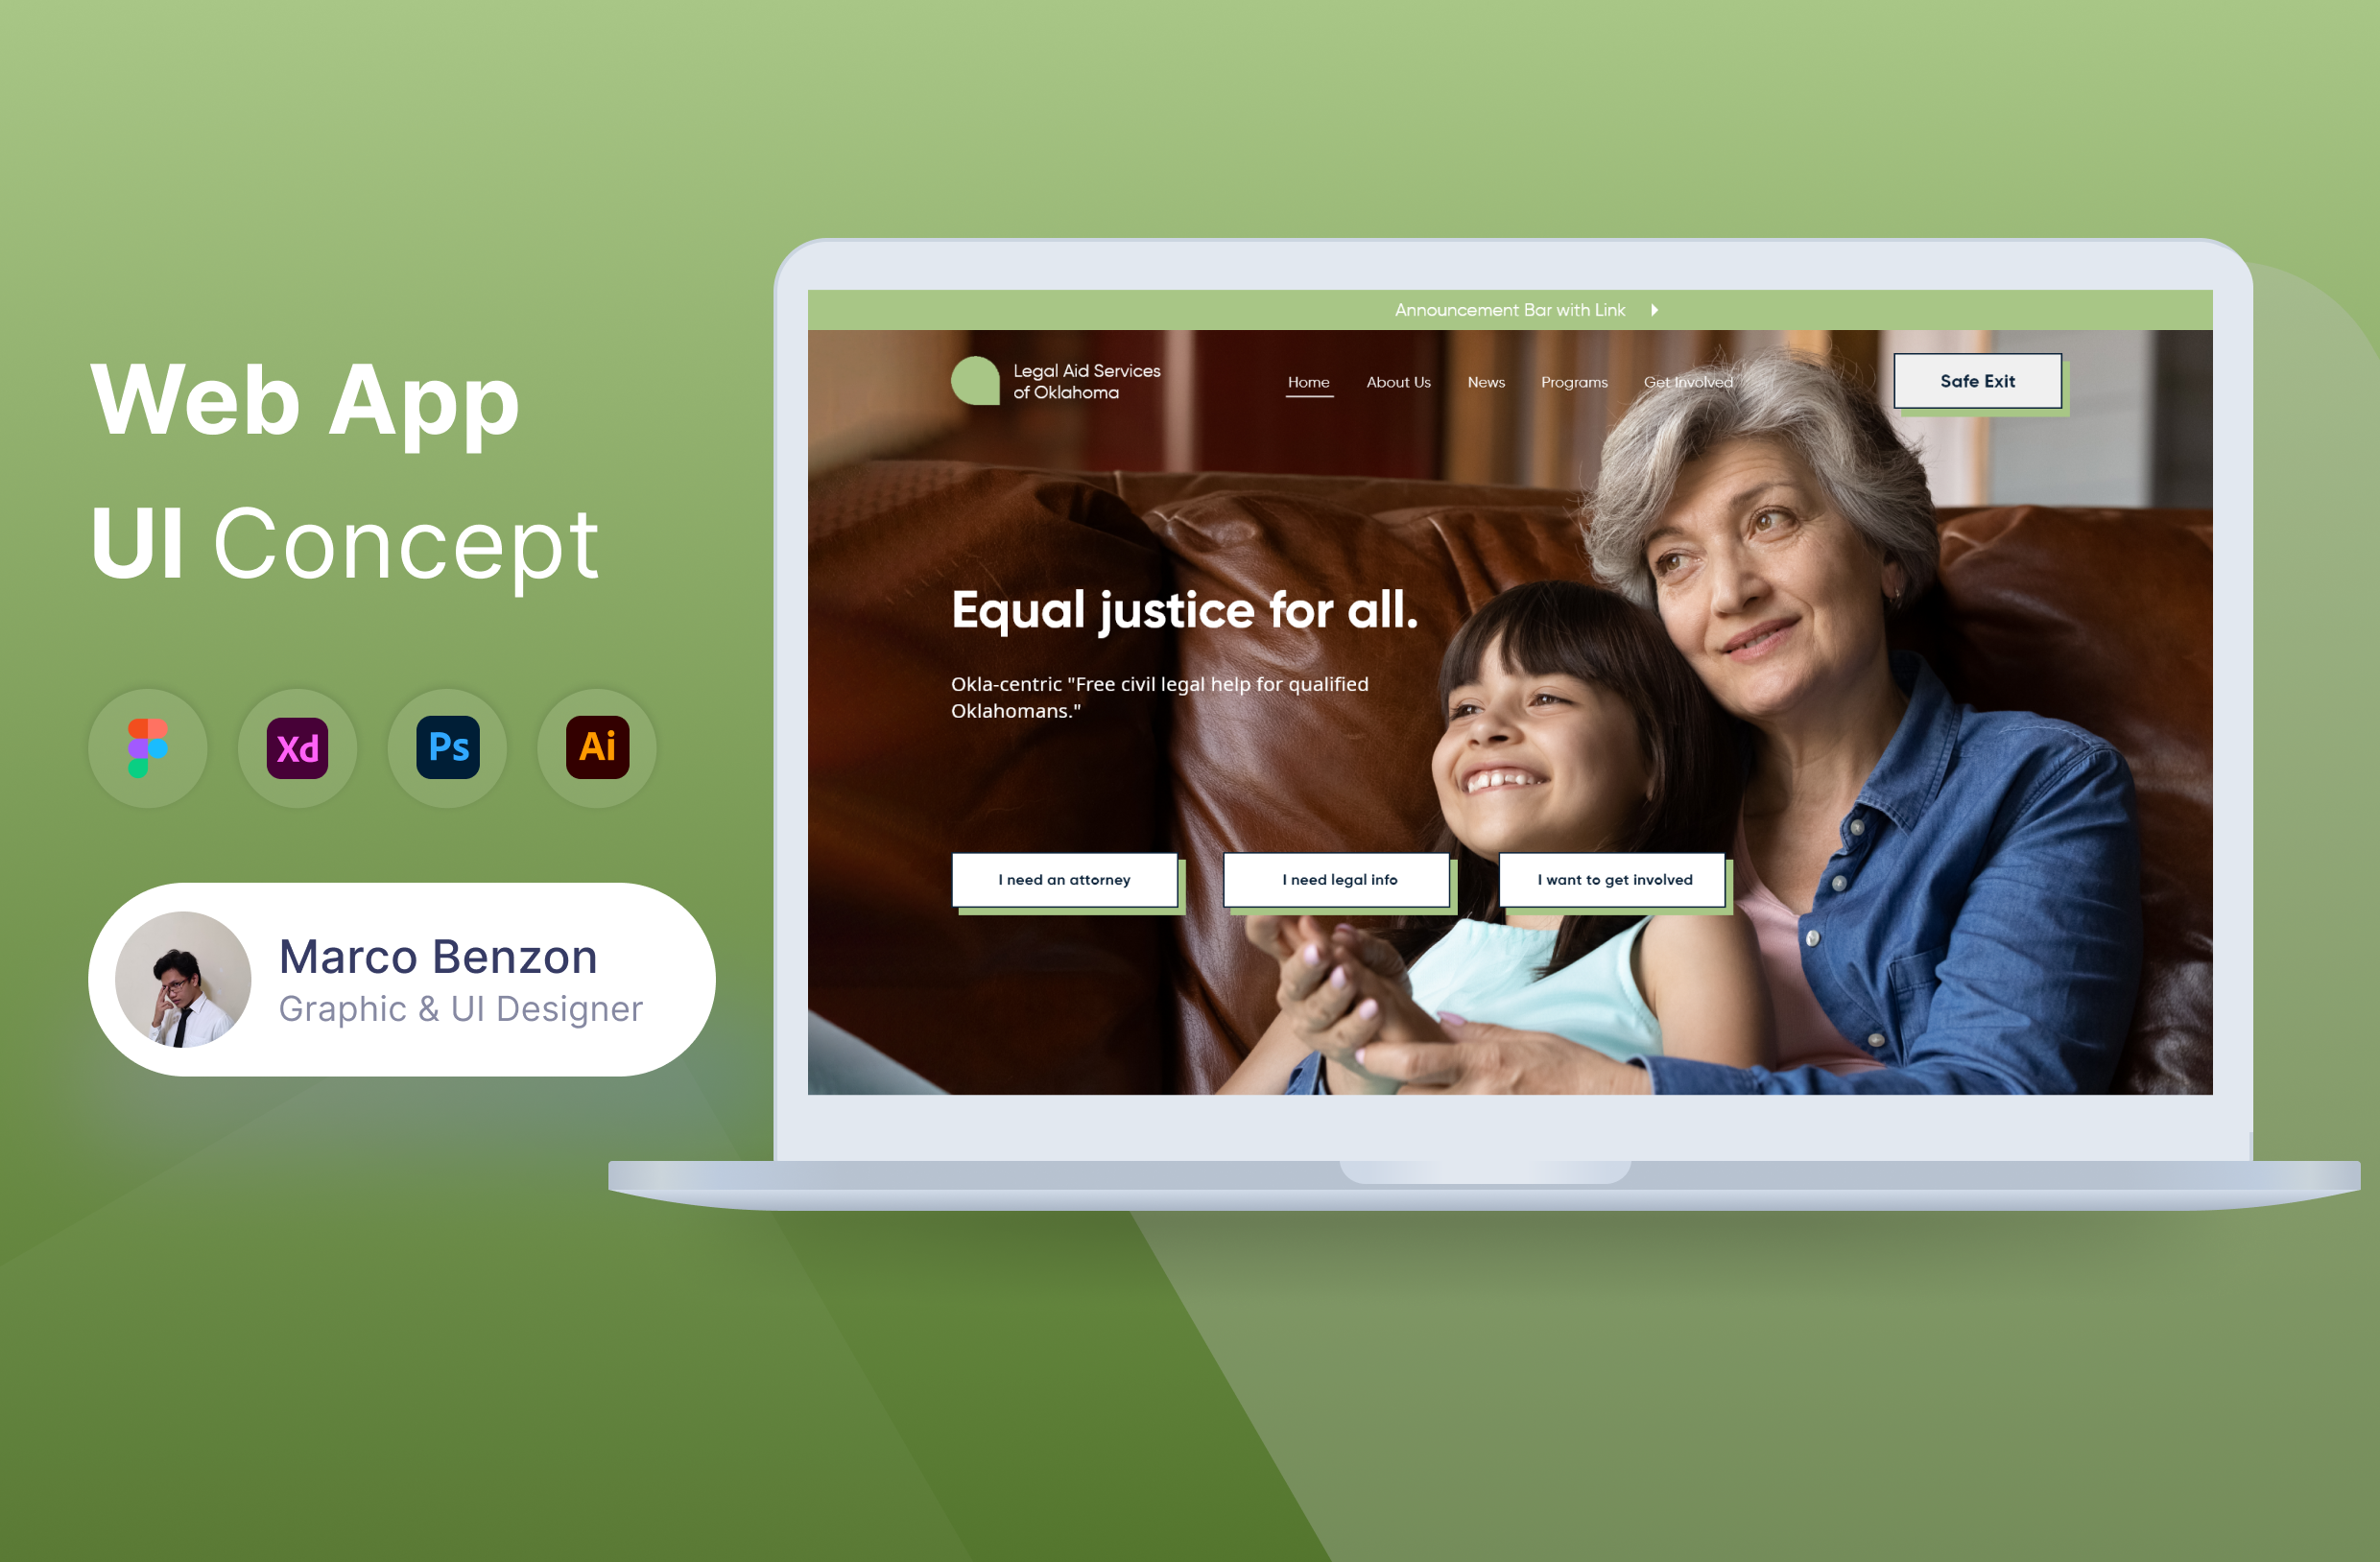 Web App
UI Concept
Xd
Ps
Ai
Marco Benzon
Graphic & UI Designer
Announcement Bar with Link
Legal Aid Services
of Oklahoma
Home
About Us
News
Programs
Get Involved
Safe Exit
Equal justice for all.
Okla-centric "Free civil legal help for qualified
Oklahomans."
I need an attorney
I need legal info
I want to get involved